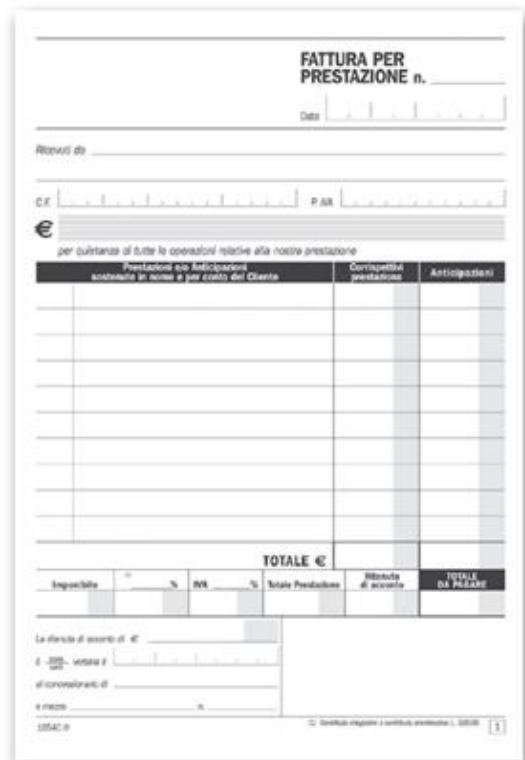 FATTURA PER
PRESTAZIONE n.
Data
Ricevuti da
C.F. P. IVA
€
per quietanza di tutte le operazioni relative alla nostra prestazione
Prestazioni e/o Anticipazioni
sostenute in nome e per conto del Cliente
Corrispettivi
prestazione
Anticipazioni
TOTALE €
Imponibile % IVA % Totale Prestazione
Ritenuta
di acconto
TOTALE
DA PAGARE
La ritenuta di acconto di €
è versata il
al concessionario di
a mezzo n.
1